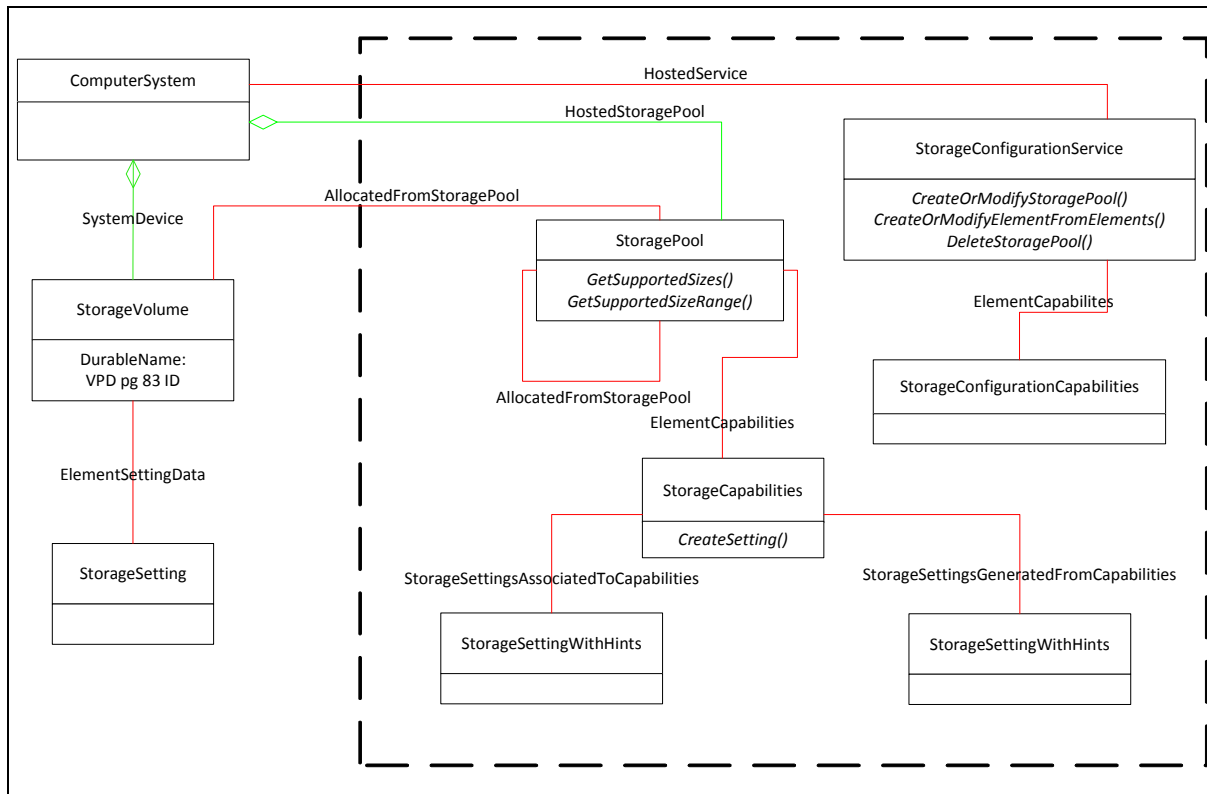 HostedService
ComputerSystem
HostedStoragePool
StorageConfigurationService
CreateOrModifyStoragePool()
CreateOrModifyElementFromElements()
DeleteStoragePool()
AllocatedFromStoragePool
SystemDevice
StoragePool
GetSupportedSizes()
GetSupportedSizeRange()
StorageVolume
DurableName:
VPD pg 83 ID
ElementCapabilites
StorageConfigurationCapabilities
AllocatedFromStoragePool
ElementCapabilities
ElementSettingData
StorageCapabilities
CreateSetting()
StorageSetting
StorageSettingsAssociatedToCapabilities
StorageSettingsGeneratedFromCapabilities
StorageSettingWithHints
StorageSettingWithHints